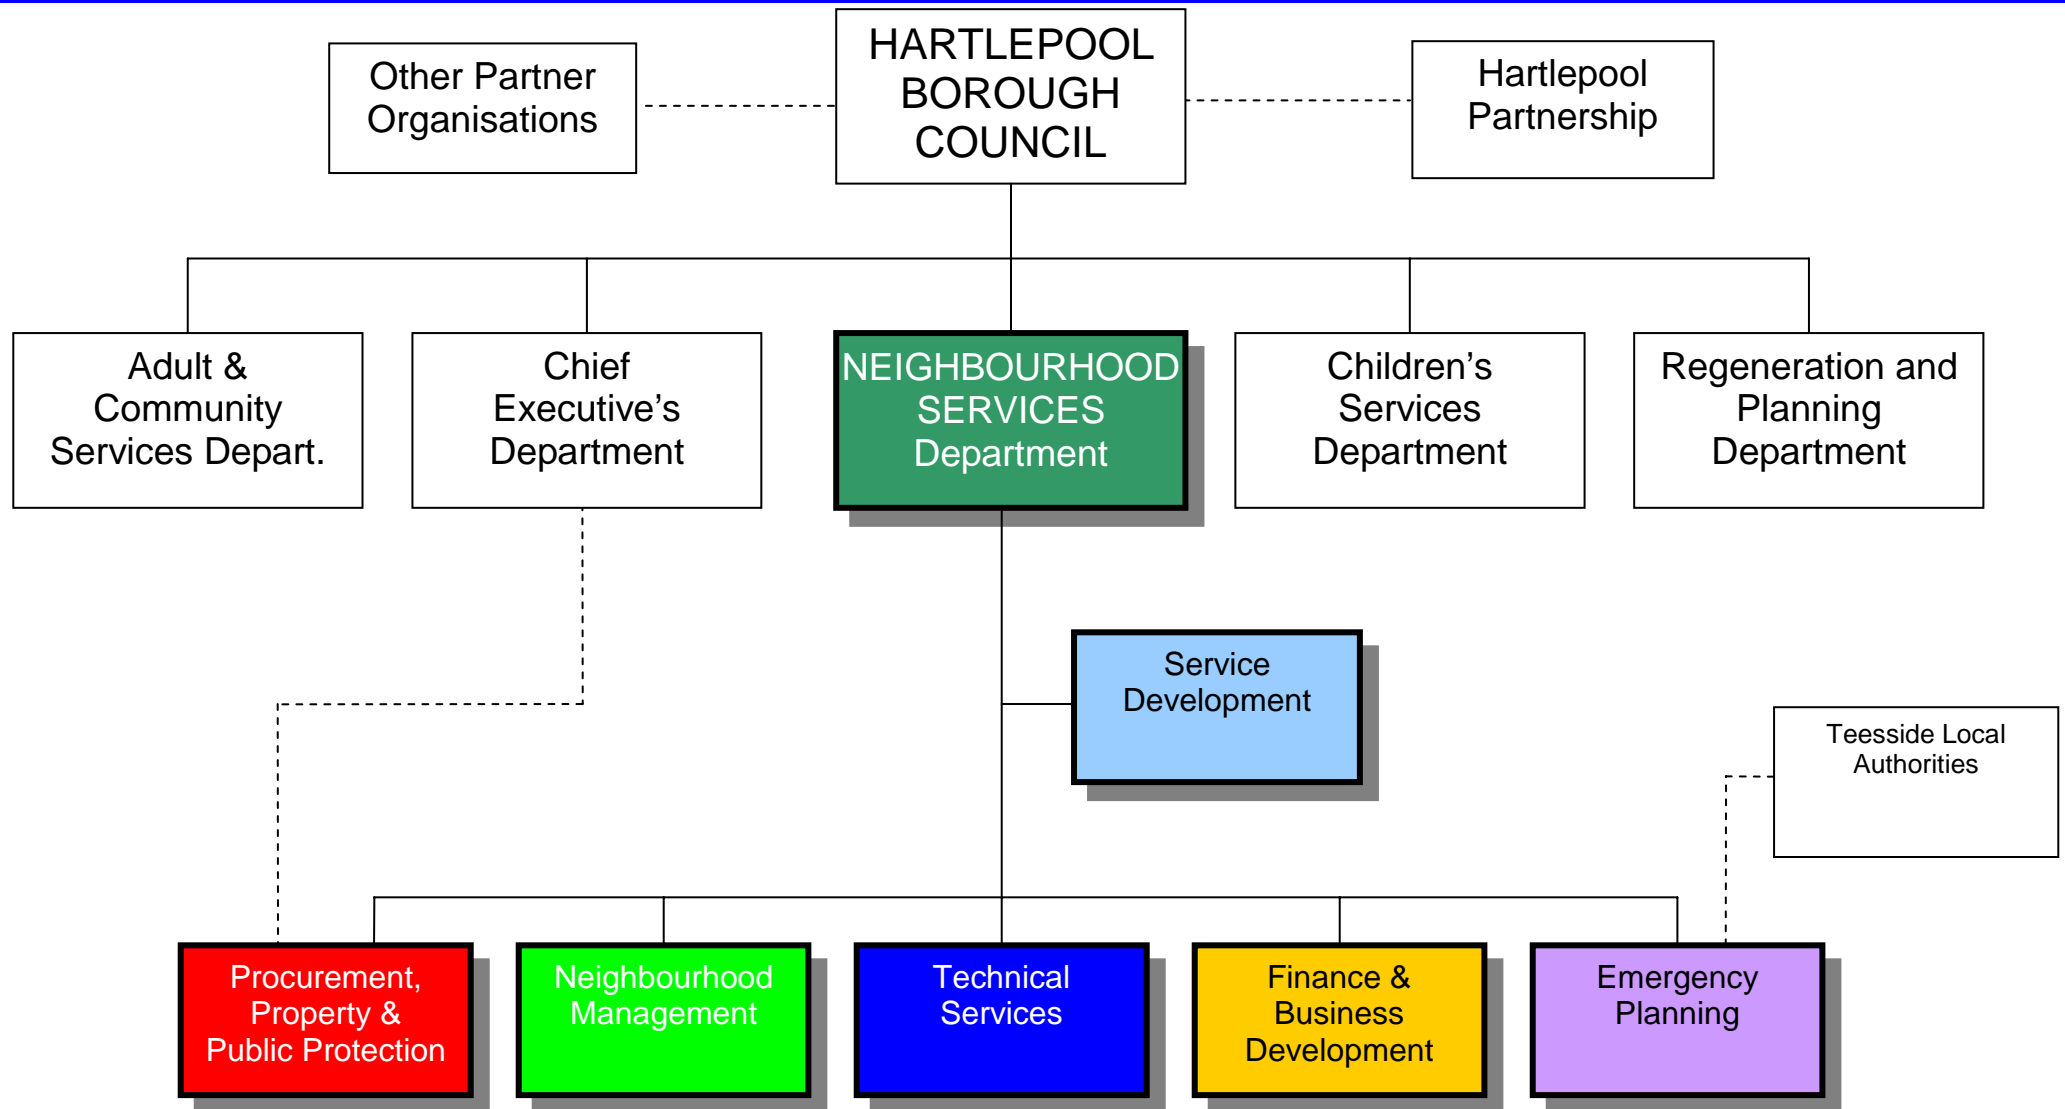 Other Partner
Organisations
HARTLEPOOL
BOROUGH
COUNCIL
Hartlepool
Partnership
Adult &
Community
Services Depart.
Chief
Executive’s
Department
NEIGHBOURHOOD
SERVICES
Department
Children’s
Services
Department
Regeneration and
Planning
Department
Service
Development
Teesside Local
Authorities
Procurement,
Property &
Public Protection
Neighbourhood
Management
Technical
Services
Finance &
Business
Development
Emergency
Planning